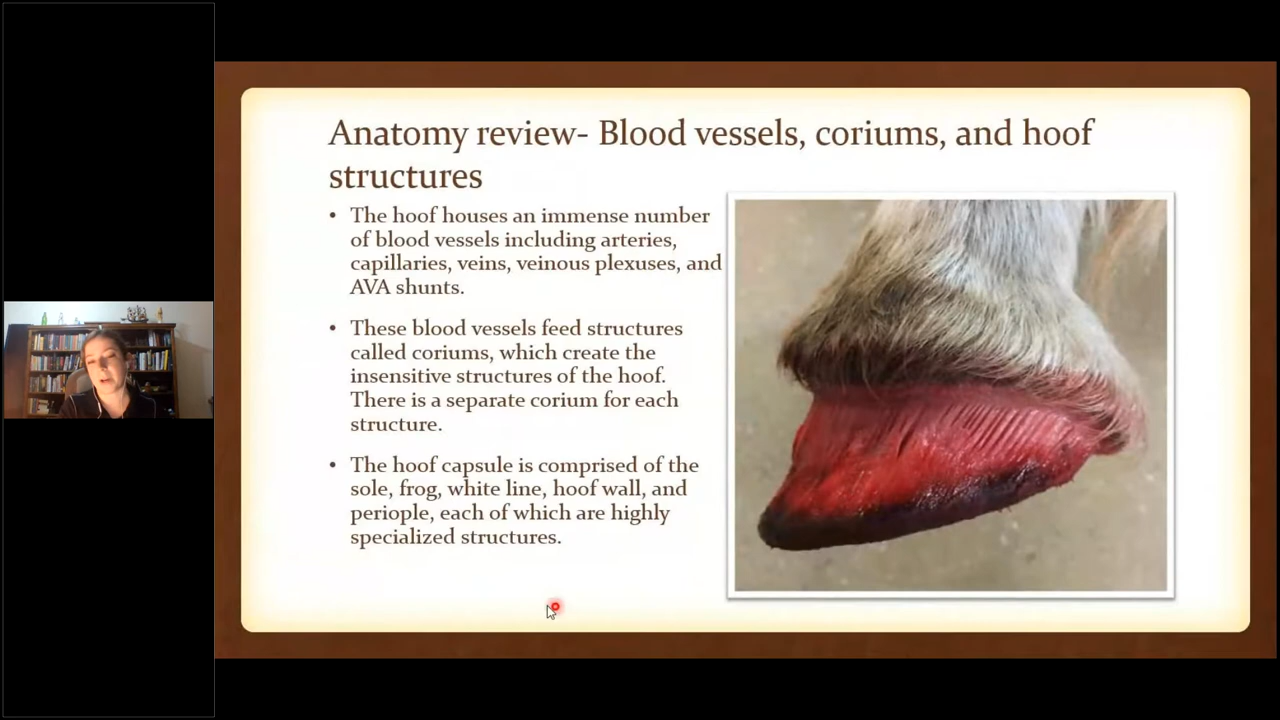 Anatomy review- Blood vessels, coriums, and hoof
structures
• The hoof houses an immense number
of blood vessels including arteries,
capillaries, veins, veinous plexuses, and
AVA shunts.
• These blood vessels feed structures
called coriums, which create the
insensitive structures of the hoof.
There is a separate corium for each
structure.
• The hoof capsule is comprised of the
sole, frog, white line, hoof wall, and
periople, each of which are highly
specialized structures.